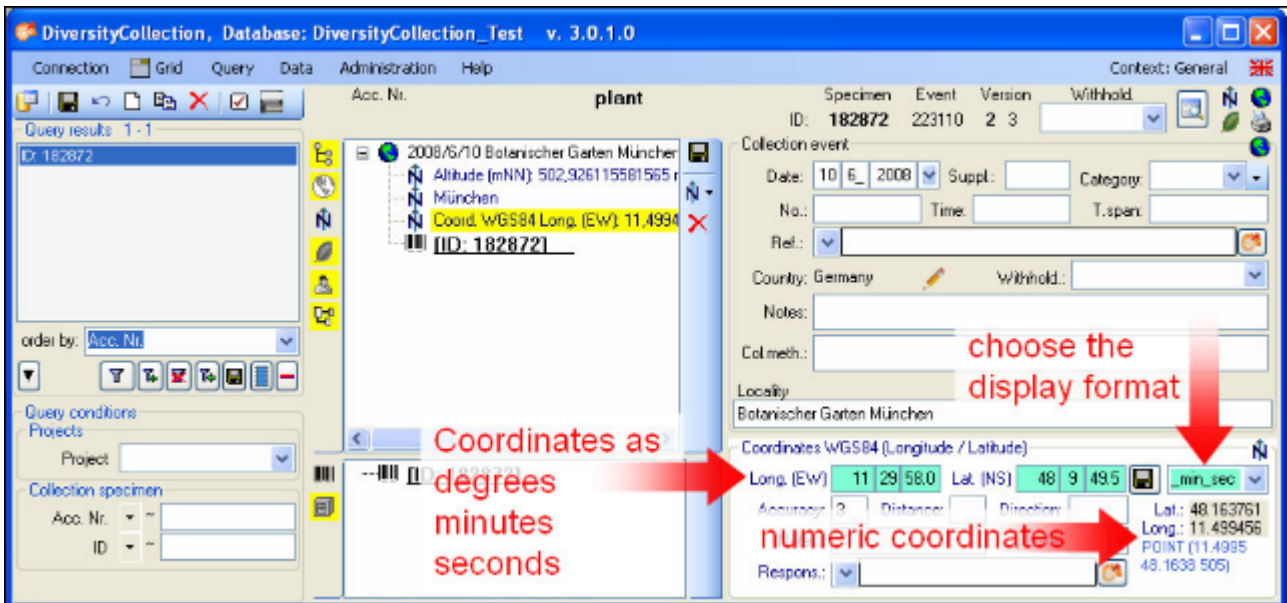 DiversityCollection, Database: DiversityCollection_Test v. 3.0.1.0
Connection Grid Query Data Administration Help Context: General
Acc. Nr. plant Specimen Event Version Withhold
ID: 182872 223110 2 3
Query results 1 - 1
ID: 182872
order by: Acc. Nr.
Query conditions
Projects
Project
Collection specimen
Acc. Nr. ~
ID ~
2008/6/10 Botanischer Garten München
Altitude (mNN): 502,926115581565 r
München
Coord. WGS84 Long. (EW): 11,4994
[ID: 182872]
Collection event
Date: 10 6_ 2008 Suppl.: Category:
No.: Time: T.span:
Ref.:
Country: Germany Withhold.:
Notes:
Col.meth.:
choose the
display format
Locality
Botanischer Garten München
Coordinates as
degrees
minutes
seconds
Coordinates WGS84 (Longitude / Latitude)
Long. (EW) 11 29 58.0 Lat. (NS) 48 9 49.5 _min_sec
Accuracy: Distance: Direction:
Lat.: 48.163761
Long.: 11.499456
numeric coordinates
POINT (11.4995
48.1638 505)
Respons.: